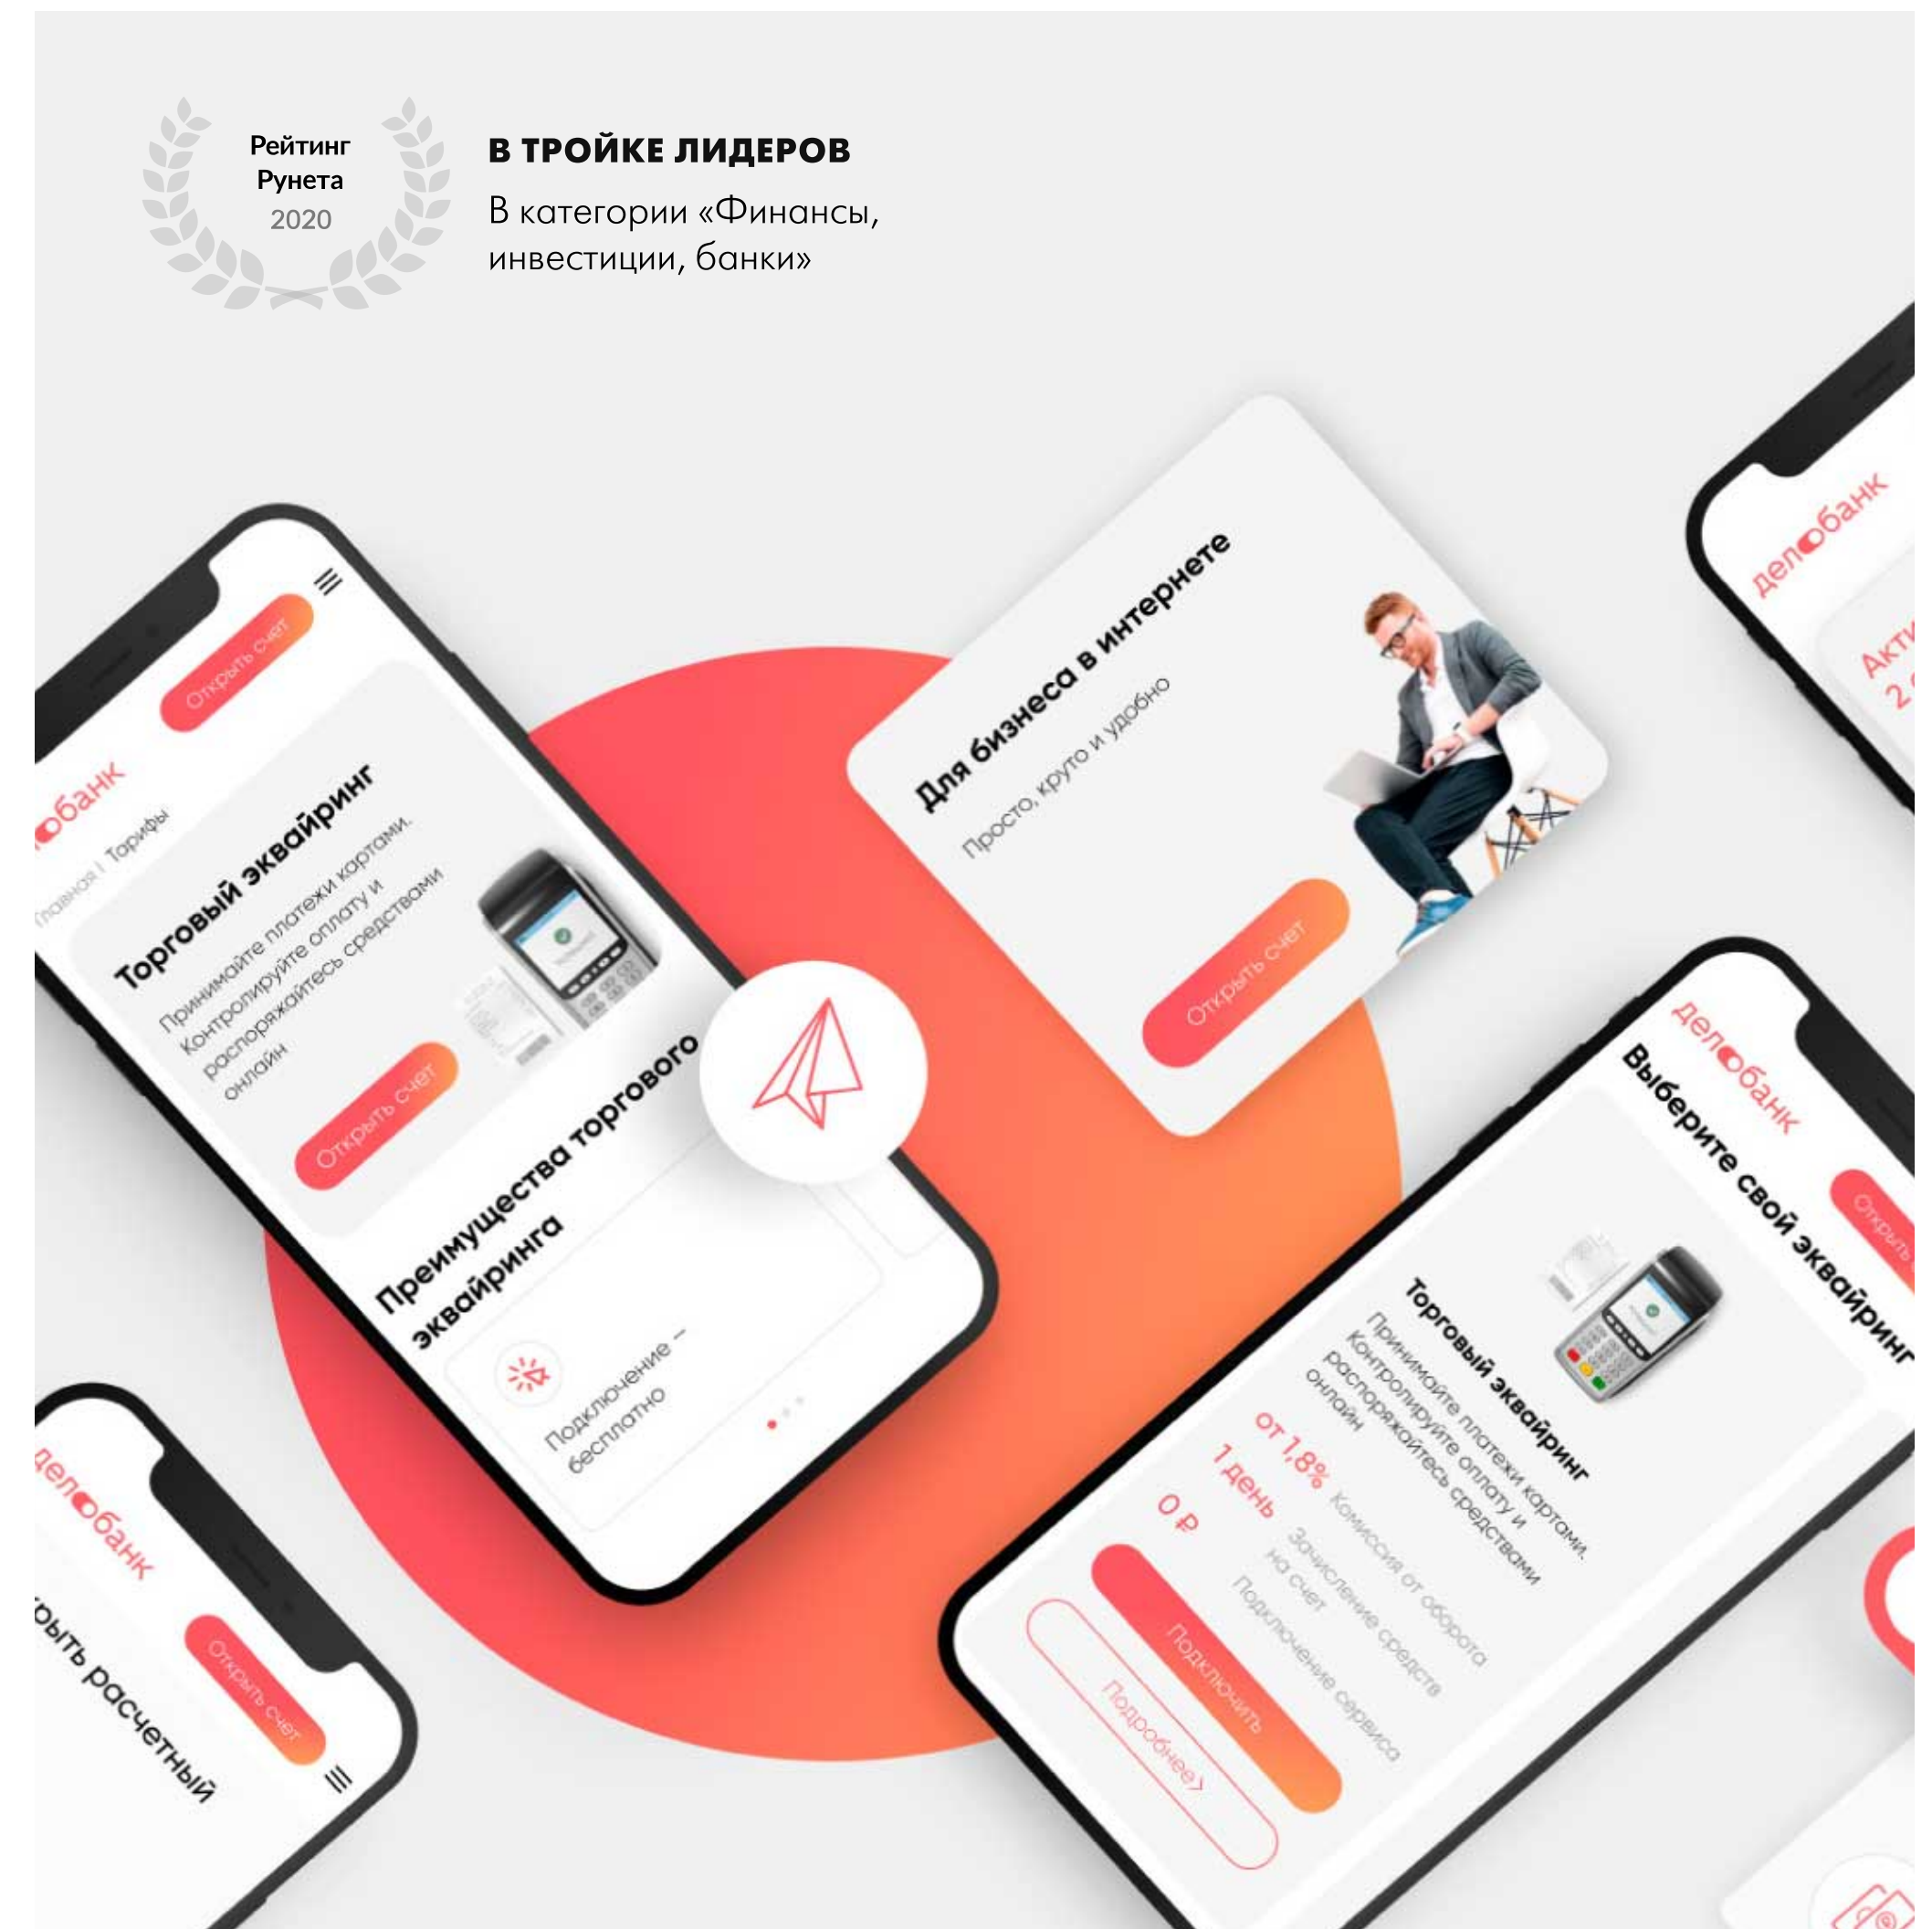 Рейтинг
Рунета
2020
В ТРОЙКЕ ЛИДЕРОВ
В категории «Финансы,
инвестиции, банки»
Открыть счет
Главная | Тарифы
Торговый эквайринг
Принимайте платежи картами.
Контролируйте оплату и
распоряжайтесь средствами
онлайн
Открыть счет
Преимущества торгового
эквайринга
Подключение –
бесплатно
Для бизнеса в интернете
Просто, круто и удобно
Открыть счет
делобанк
делобанк
Открыть
Выберите свой эквайринг
Торговый эквайринг
Принимайте платежи картами.
Контролируйте оплату и
распоряжайтесь средствами
онлайн
от 1,8% Комиссия от оборота
1 день Зачисление средств
на счет
0 ₽ Подключение сервиса
Подключить
Подробнее>
делобанк
Открыть счет
расчетный